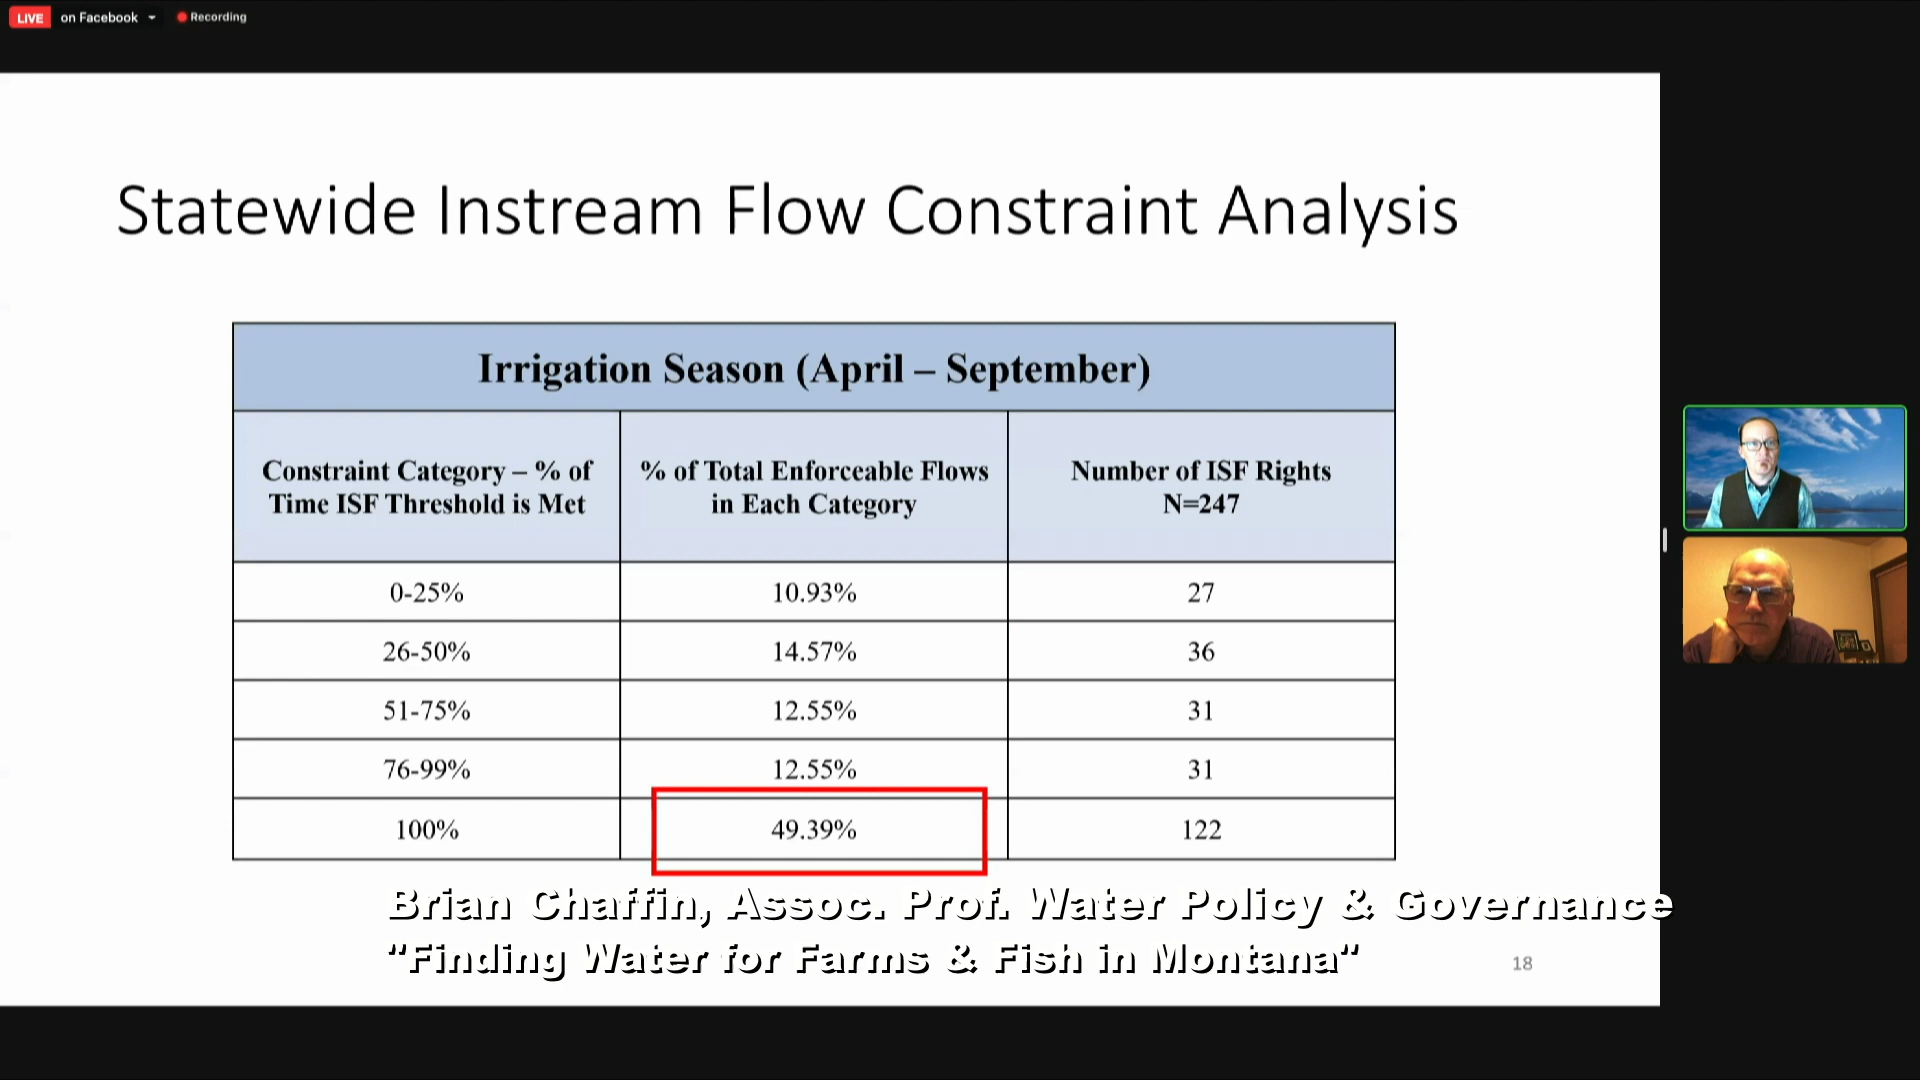 LIVE on Facebook Recording
Statewide Instream Flow Constraint Analysis
Irrigation Season (April – September)
Constraint Category – % of
Time ISF Threshold is Met
% of Total Enforceable Flows
in Each Category
Number of ISF Rights
N=247
0-25% 10.93% 27
26-50% 14.57% 36
51-75% 12.55% 31
76-99% 12.55% 31
100% 49.39% 122
Brian Chaffin, Assoc. Prof. Water Policy & Governance
"Finding Water for Farms & Fish in Montana"
18